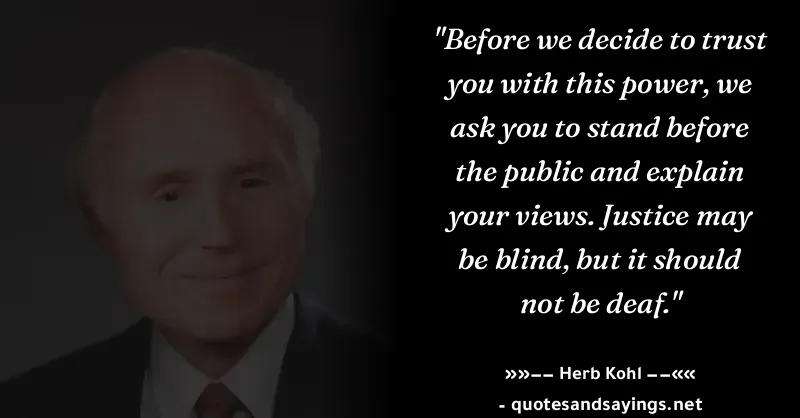 "Before we decide to trust
you with this power, we
ask you to stand before
the public and explain
your views. Justice may
be blind, but it should
not be deaf."
»»−− Herb Kohl −−««
- quotesandsayings.net